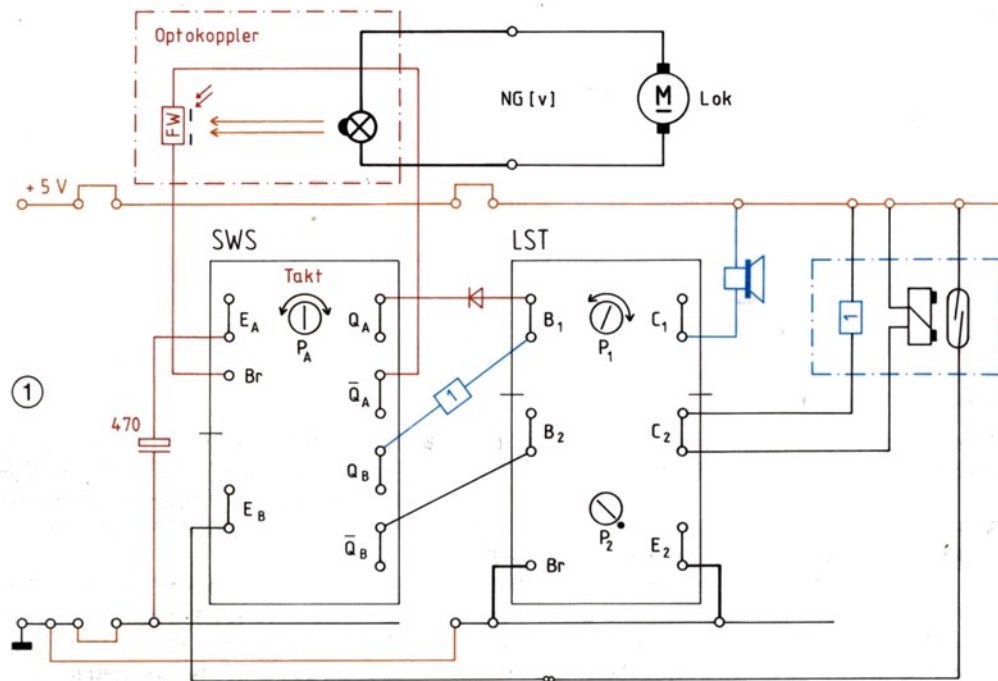 Optokoppler
FW
NG [v]
M
Lok
+ 5 V
SWS
LST
Takt
E_A
P_A
Q_A
B_1
P_1
C_1
1
1
Br
Q̅_A
1
470
B_2
C_2
Q_B
E_B
P_2
E_2
Q̅_B
Br